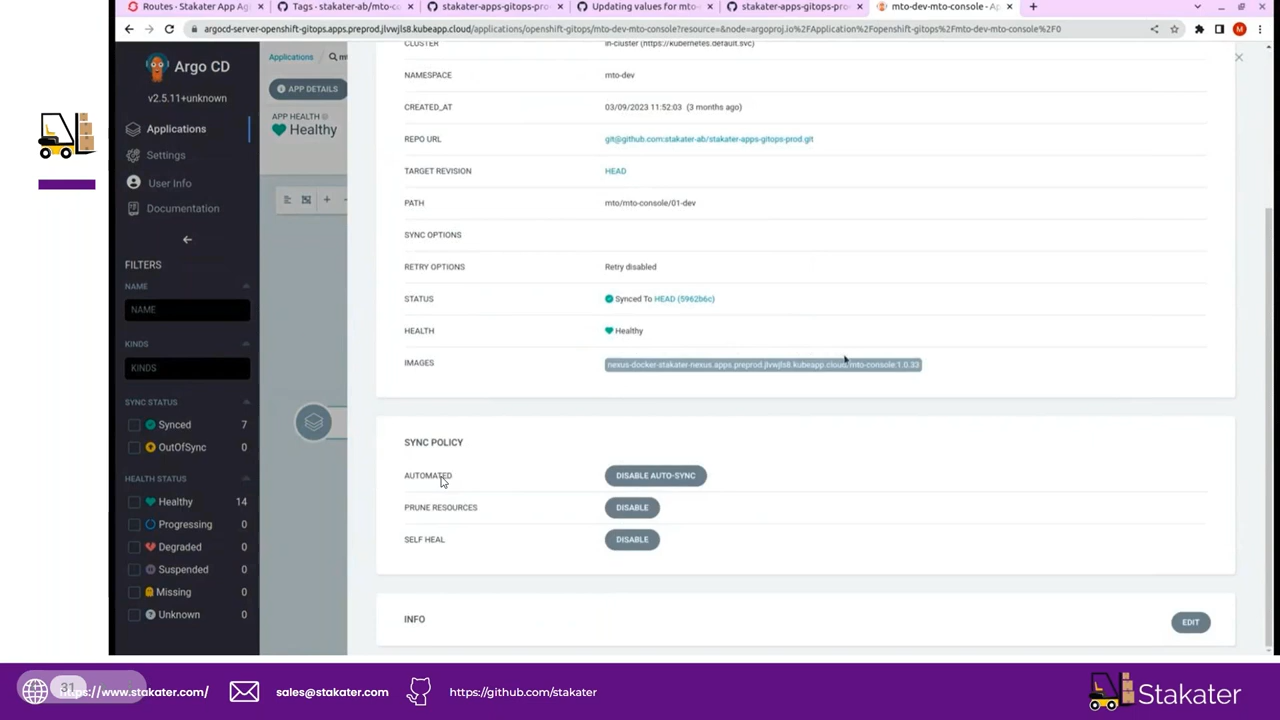 Routes - Stakater App Ag
Tags · stakater-ab/mto-co
stakater-apps-gitops-pro
Updating values for mto-
stakater-apps-gitops-pro
mto-dev-mto-console - Ap
argocd-server-openshift-gitops.apps.preprod.jlvwjls8.kubeapp.cloud/applications/openshift-gitops/mto-dev-mto-console?resource=&node=argoproj.io%2FApplication%2Fopenshift-gitops%2Fmto-dev-mto-console%2F0
M
Argo CD
v2.5.11+unknown
Applications
Settings
User Info
Documentation
FILTERS
NAME
NAME
KINDS
KINDS
SYNC STATUS
Synced 7
OutOfSync 0
HEALTH STATUS
Healthy 14
Progressing 0
Degraded 0
Suspended 0
Missing 0
Unknown 0
Applications
APP DETAILS
APP HEALTH
Healthy
CLUSTER in-cluster (https://kubernetes.default.svc)
NAMESPACE mto-dev
CREATED_AT 03/09/2023 11:52:03 (3 months ago)
REPO URL git@github.com:stakater-ab/stakater-apps-gitops-prod.git
TARGET REVISION HEAD
PATH mto/mto-console/01-dev
SYNC OPTIONS
RETRY OPTIONS Retry disabled
STATUS Synced To HEAD (5962b6c)
HEALTH Healthy
IMAGES nexus-docker-stakater-nexus.apps.preprod.jlvwjls8.kubeapp.cloud/mto-console:1.0.33
SYNC POLICY
AUTOMATED DISABLE AUTO-SYNC
PRUNE RESOURCES DISABLE
SELF HEAL DISABLE
INFO EDIT
31
https://www.stakater.com/
sales@stakater.com
https://github.com/stakater
Stakater